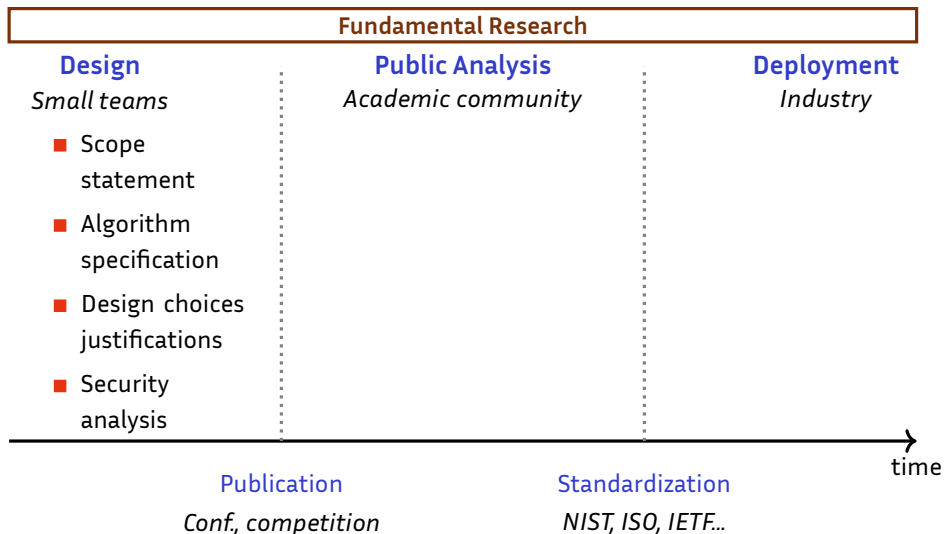 Fundamental Research
Design
Small teams
Scope
statement
Algorithm
specification
Design choices
justifications
Security
analysis
Public Analysis
Academic community
Deployment
Industry
time
Publication
Conf., competition
Standardization
NIST, ISO, IETF...